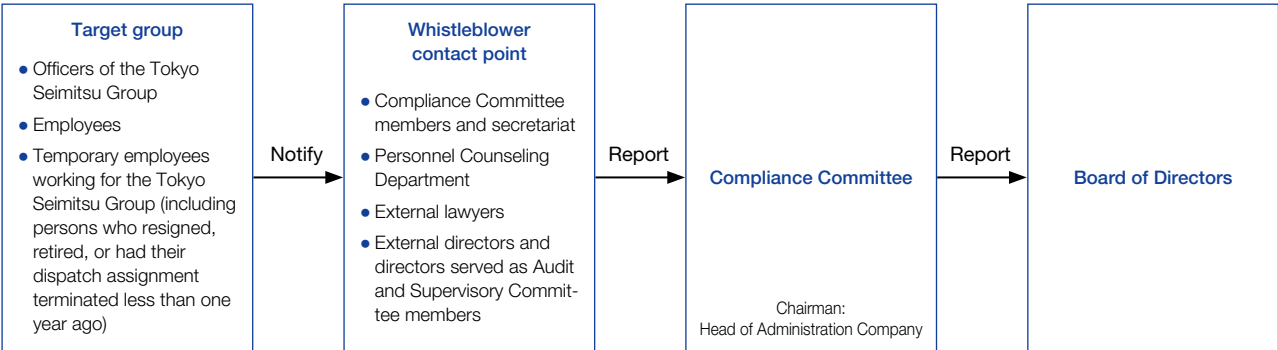 Target group
● Officers of the Tokyo
Seimitsu Group
● Employees
● Temporary employees
working for the Tokyo
Seimitsu Group (including
persons who resigned,
retired, or had their
dispatch assignment
terminated less than one
year ago)
Notify
Whistleblower
contact point
● Compliance Committee
members and secretariat
● Personnel Counseling
Department
● External lawyers
● External directors and
directors served as Audit
and Supervisory Commit-
tee members
Report
Compliance Committee
Chairman:
Head of Administration Company
Report
Board of Directors